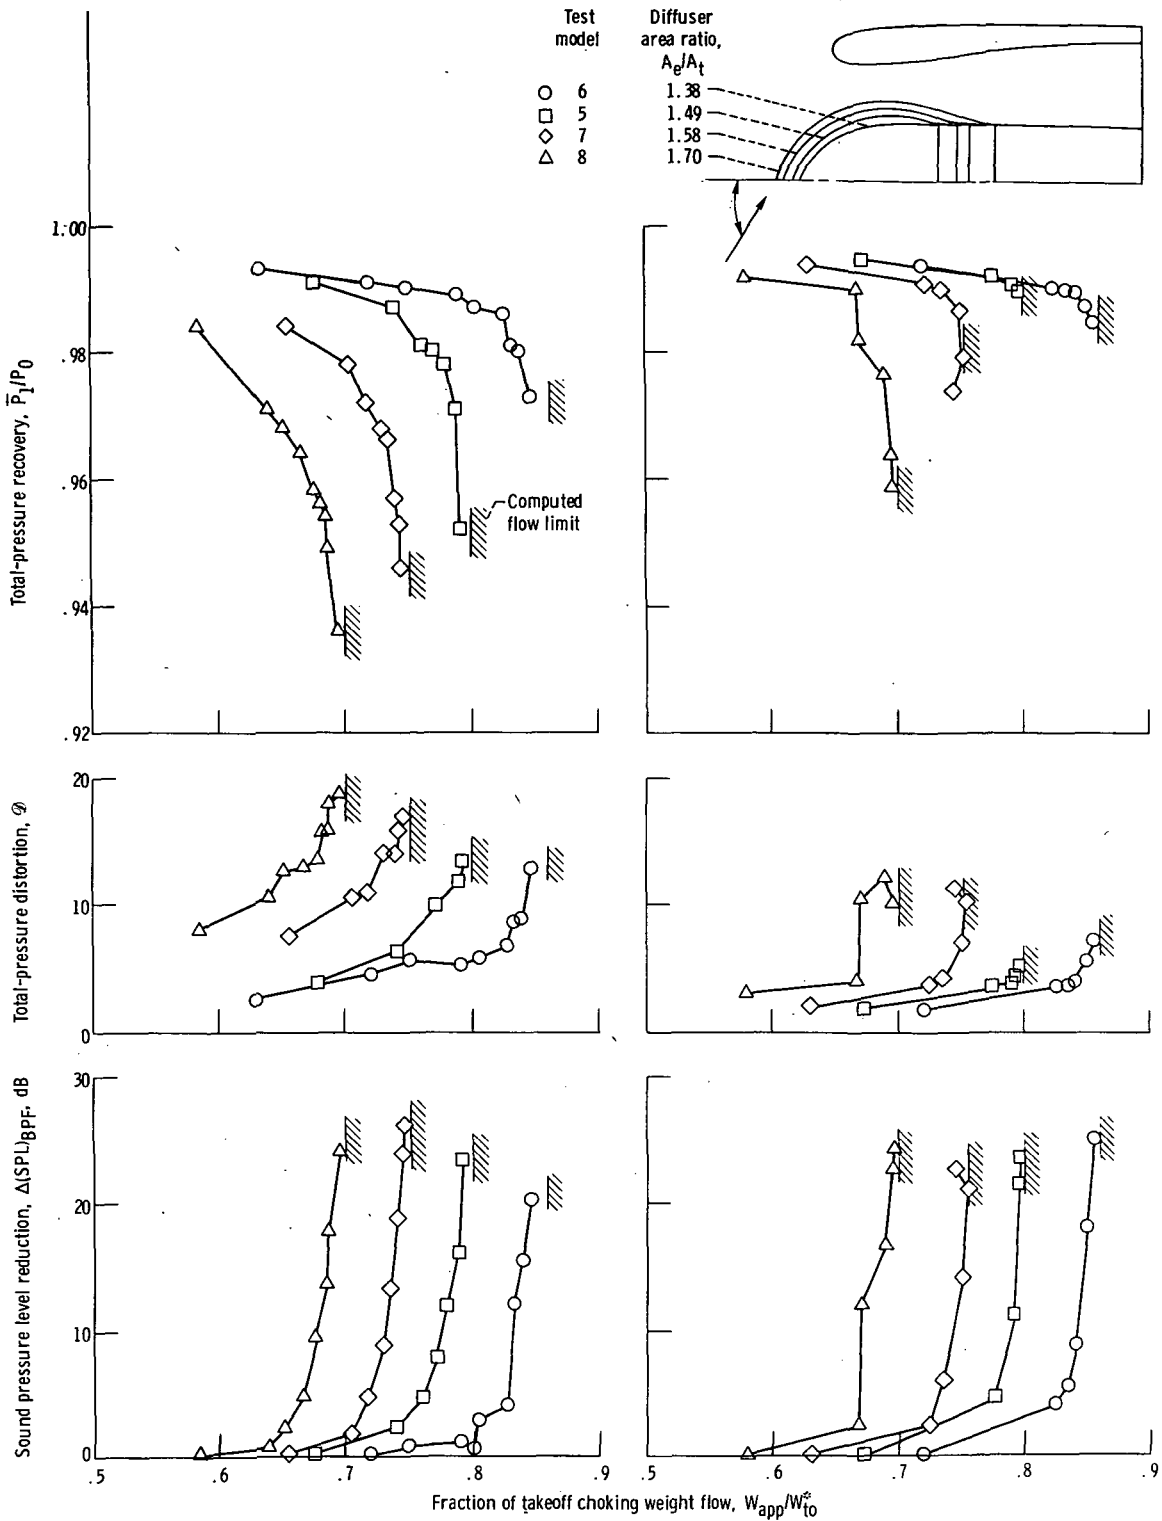 Test model
Diffuser area ratio, Ae/At
6 1.38
5 1.49
7 1.58
8 1.70
1.00
.98
.96
.94
.92
Total-pressure recovery, P̅1/P0
Computed flow limit
20
10
0
Total-pressure distortion, 𝒟
30
20
10
0
Sound pressure level reduction, Δ(SPL)BPF, dB
.5 .6 .7 .8 .9
.5 .6 .7 .8 .9
Fraction of takeoff choking weight flow, Wapp/W*to